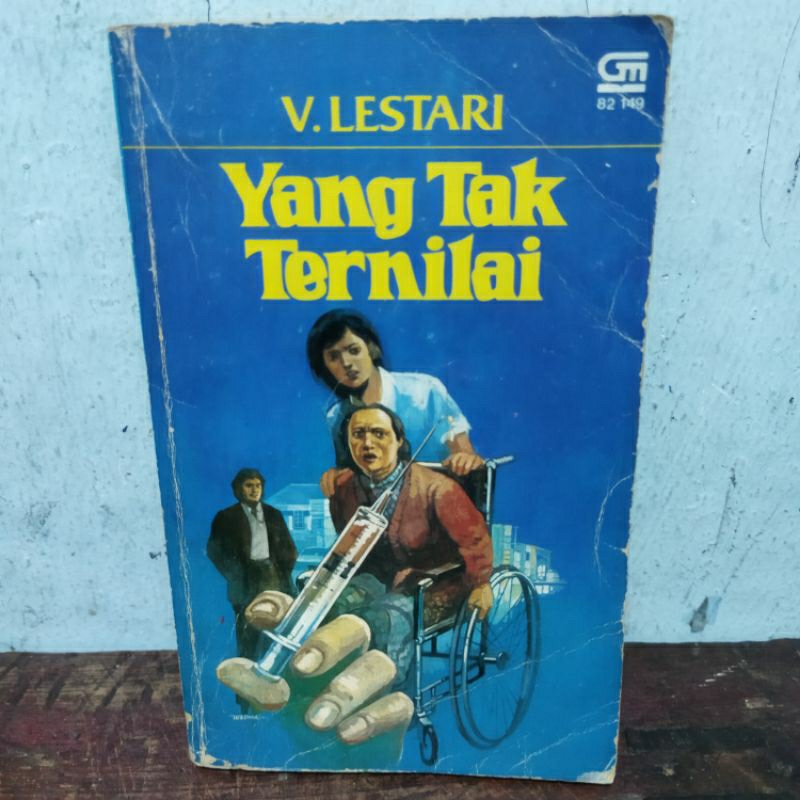 GM
82 149
V. LESTARI
Yang Tak
Ternilai